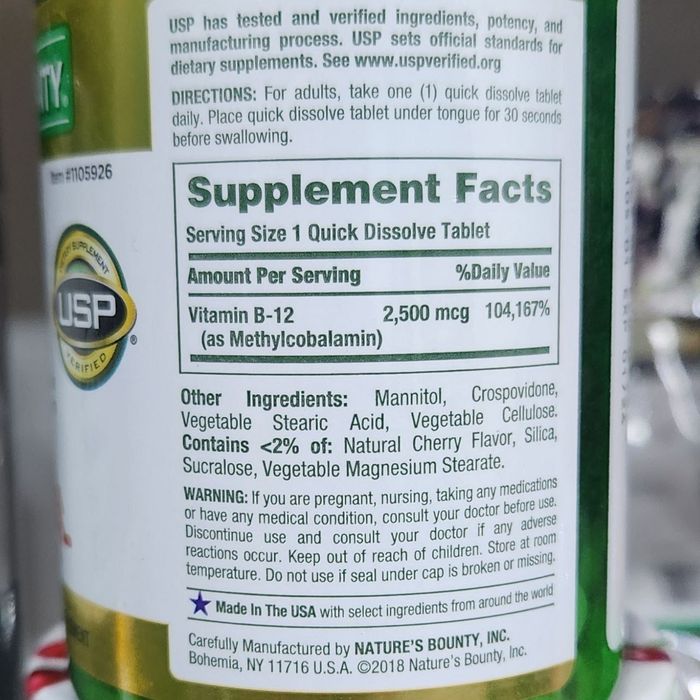 USP has tested and verified ingredients, potency, and
manufacturing process. USP sets official standards for
dietary supplements. See www.uspverified.org
DIRECTIONS: For adults, take one (1) quick dissolve tablet
daily. Place quick dissolve tablet under tongue for 30 seconds
before swallowing.
#1105926
DIETARY SUPPLEMENT
USP
VERIFIED
®
Supplement Facts
Serving Size 1 Quick Dissolve Tablet
Amount Per Serving %Daily Value
Vitamin B-12 2,500 mcg 104,167%
(as Methylcobalamin)
Other Ingredients: Mannitol, Crospovidone,
Vegetable Stearic Acid, Vegetable Cellulose.
Contains <2% of: Natural Cherry Flavor, Silica,
Sucralose, Vegetable Magnesium Stearate.
WARNING: If you are pregnant, nursing, taking any medications
or have any medical condition, consult your doctor before use.
Discontinue use and consult your doctor if any adverse
reactions occur. Keep out of reach of children. Store at room
temperature. Do not use if seal under cap is broken or missing.
Made In The USA with select ingredients from around the world
Carefully Manufactured by NATURE'S BOUNTY, INC.
Bohemia, NY 11716 U.S.A. ©2018 Nature's Bounty, Inc.